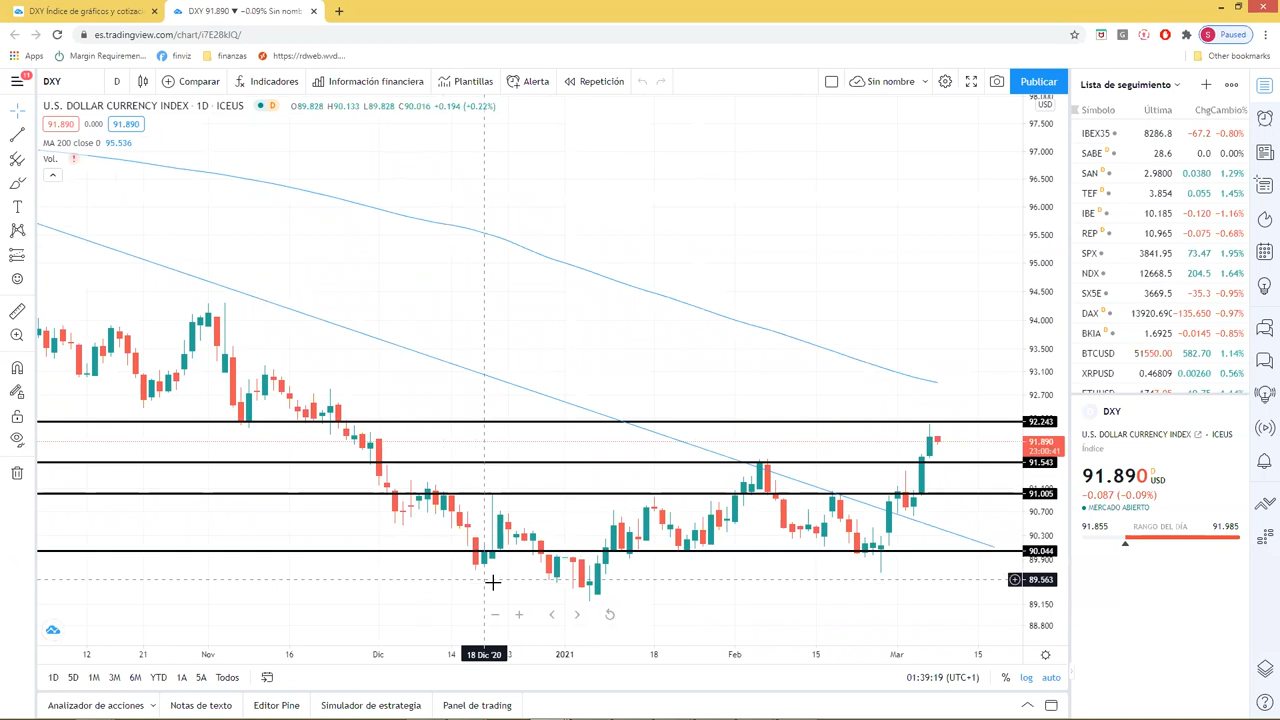 DXY Índice de gráficos y cotizaci
DXY 91.890 ▼ −0.09% Sin nomb
es.tradingview.com/chart/i7E28kIQ/
Paused
Apps
Margin Requiremen...
finviz
finanzas
https://rdweb.wvd....
Other bookmarks
11
DXY
D
Comparar
Indicadores
Información financiera
Plantillas
Alerta
Repetición
Sin nombre
Publicar
U.S. DOLLAR CURRENCY INDEX · 1D · ICEUS
D
O89.828 H90.133 L89.828 C90.016 +0.194 (+0.22%)
91.890 0.000 91.890
MA 200 close 0 95.536
Vol.
98.000
USD
97.500
97.000
96.500
96.000
95.500
95.000
94.500
94.000
93.500
93.100
92.700
92.243
91.890
23:00:41
91.543
91.005
90.700
90.300
90.044
89.900
89.563
89.150
88.800
12
21
Nov
16
Dic
14
18 Dic '20
2021
18
Feb
15
Mar
15
1D 5D 1M 3M 6M YTD 1A 5A Todos
01:39:19 (UTC+1)
%
log
auto
Analizador de acciones
Notas de texto
Editor Pine
Simulador de estrategia
Panel de trading
Lista de seguimiento
Símbolo Última Chg Cambio%
IBEX35 8286.8 −67.2 −0.80%
SABE D 28.6 0.0 0.00%
SAN D 2.9800 0.0380 1.29%
TEF D 3.854 0.055 1.45%
IBE D 10.185 −0.120 −1.16%
REP D 10.965 −0.075 −0.68%
SPX 3841.95 73.47 1.95%
NDX 12668.5 204.5 1.64%
SX5E 3669.5 −35.3 −0.95%
DAX D 13920.690 −135.650 −0.97%
BKIA D 1.6925 −0.0145 −0.85%
BTCUSD 51550.00 582.70 1.14%
XRPUSD 0.46809 0.00260 0.56%
DXY
U.S. DOLLAR CURRENCY INDEX · ICEUS
Índice
91.890 D USD
−0.087 (−0.09%)
MERCADO ABIERTO
91.855 RANGO DEL DÍA 91.985